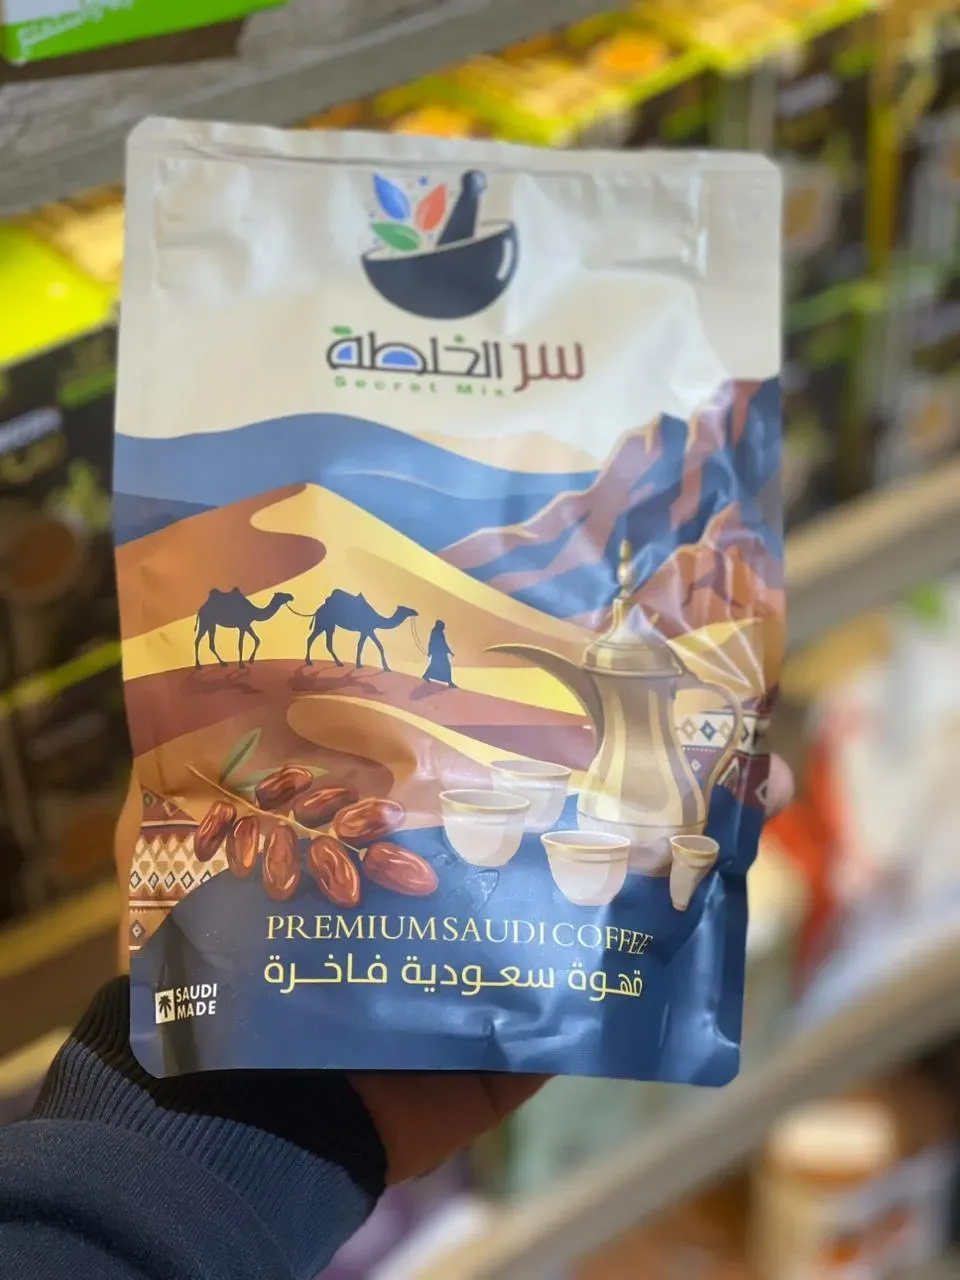 سر الخلطة
Secret Mix
PREMIUM SAUDI COFFEE
قهوة سعودية فاخرة
SAUDI
MADE